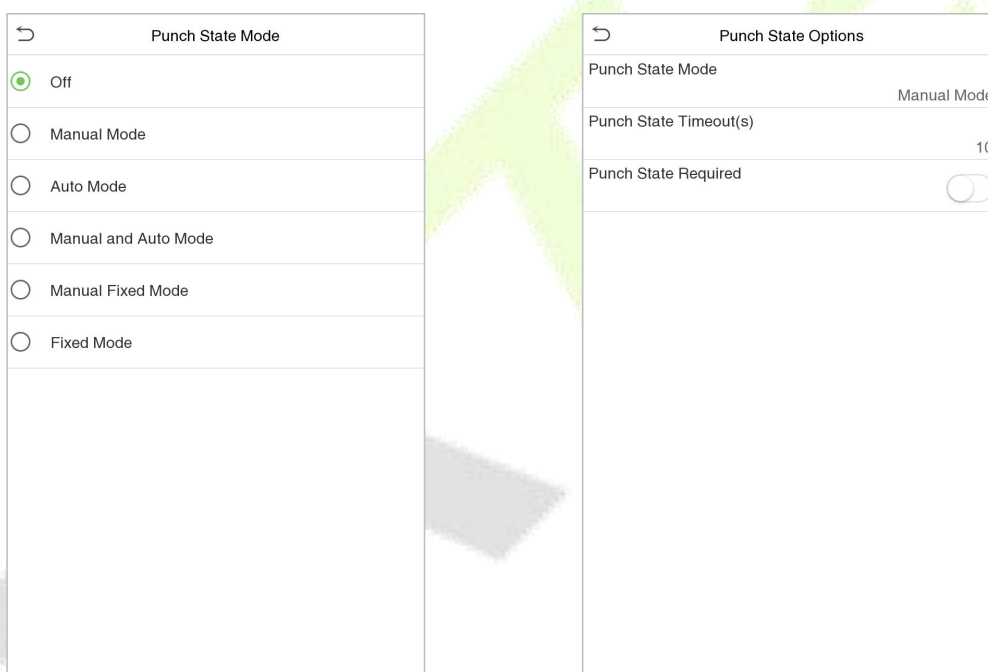 Punch State Mode
Off
Manual Mode
Auto Mode
Manual and Auto Mode
Manual Fixed Mode
Fixed Mode
Punch State Options
Punch State Mode
Manual Mode
Punch State Timeout(s)
10
Punch State Required